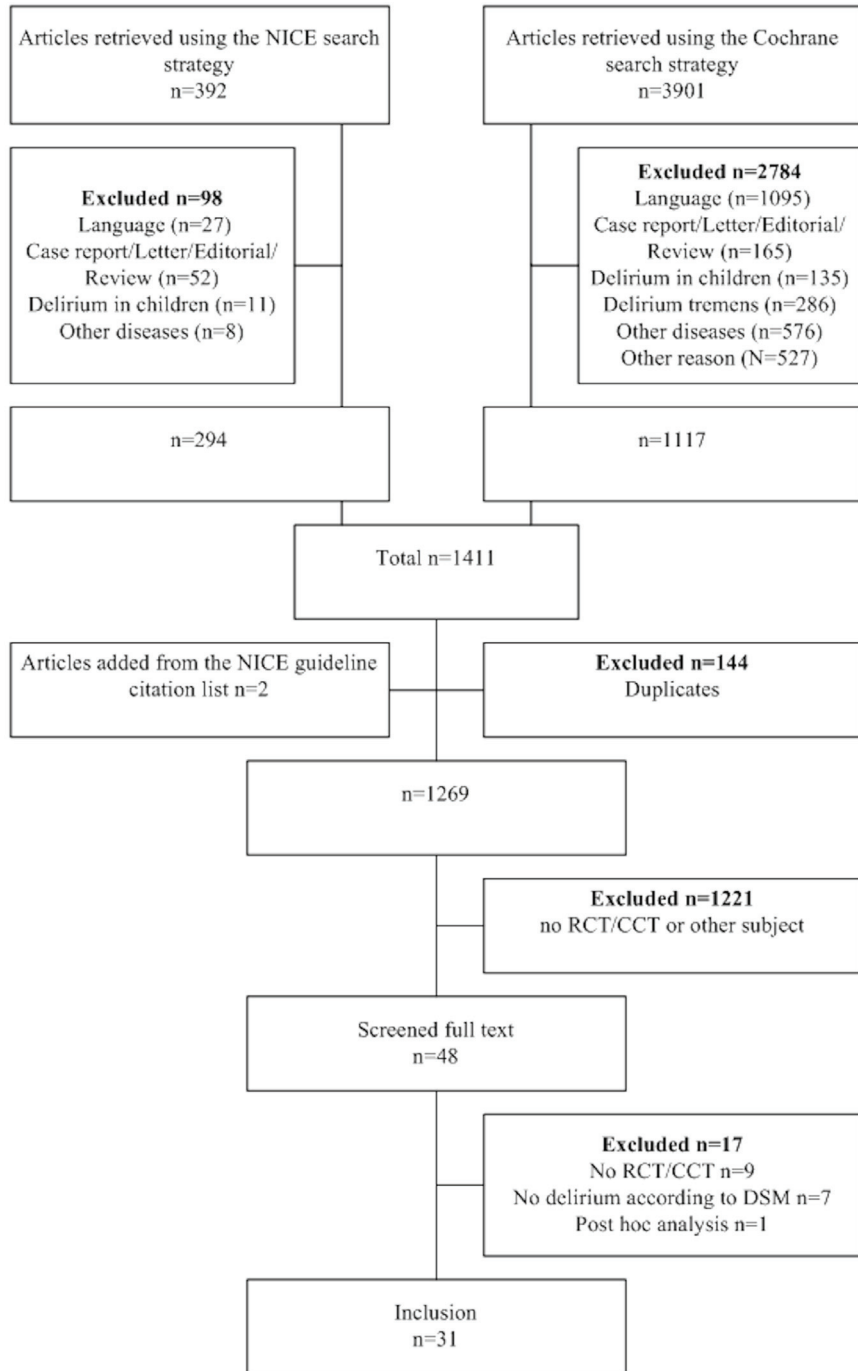 Articles retrieved using the NICE search
strategy
n=392
Articles retrieved using the Cochrane
search strategy
n=3901
Excluded n=98
Language (n=27)
Case report/Letter/Editorial/
Review (n=52)
Delirium in children (n=11)
Other diseases (n=8)
Excluded n=2784
Language (n=1095)
Case report/Letter/Editorial/
Review (n=165)
Delirium in children (n=135)
Delirium tremens (n=286)
Other diseases (n=576)
Other reason (N=527)
n=294
n=1117
Total n=1411
Articles added from the NICE guideline
citation list n=2
Excluded n=144
Duplicates
n=1269
Excluded n=1221
no RCT/CCT or other subject
Screened full text
n=48
Excluded n=17
No RCT/CCT n=9
No delirium according to DSM n=7
Post hoc analysis n=1
Inclusion
n=31